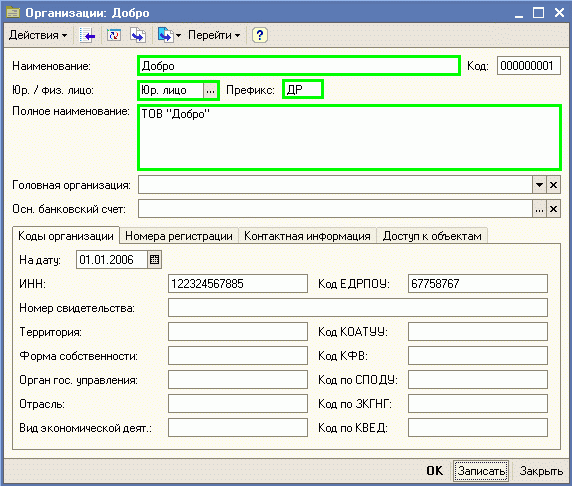 Организации: Добро
Действия Перейти ?
Наименование: Добро Код: 000000001
Юр. / физ. лицо: Юр. лицо ... Префикс: ДР
Полное наименование: ТОВ "Добро"
Головная организация:
Осн. банковский счет: ...
Коды организации Номера регистрации Контактная информация Доступ к объектам
На дату: 01.01.2006
ИНН: 122324567885 Код ЕДРПОУ: 67758767
Номер свидетельства:
Территория: Код КОАТУУ:
Форма собственности: Код КФВ:
Орган гос. управления: Код по СПОДУ:
Отрасль: Код по ЗКГНГ:
Вид экономической деят.: Код по КВЕД:
OK Записать Закрыть